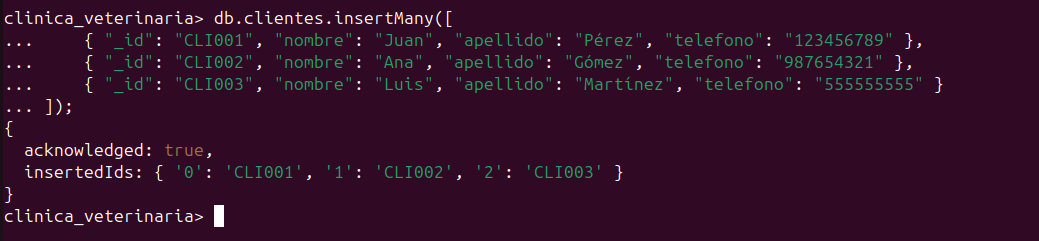 clinica_veterinaria> db.clientes.insertMany([
...     { "_id": "CLI001", "nombre": "Juan", "apellido": "Pérez", "telefono": "123456789" },
...     { "_id": "CLI002", "nombre": "Ana", "apellido": "Gómez", "telefono": "987654321" },
...     { "_id": "CLI003", "nombre": "Luis", "apellido": "Martínez", "telefono": "555555555" }
... ]);
{
  acknowledged: true,
  insertedIds: { '0': 'CLI001', '1': 'CLI002', '2': 'CLI003' }
}
clinica_veterinaria>